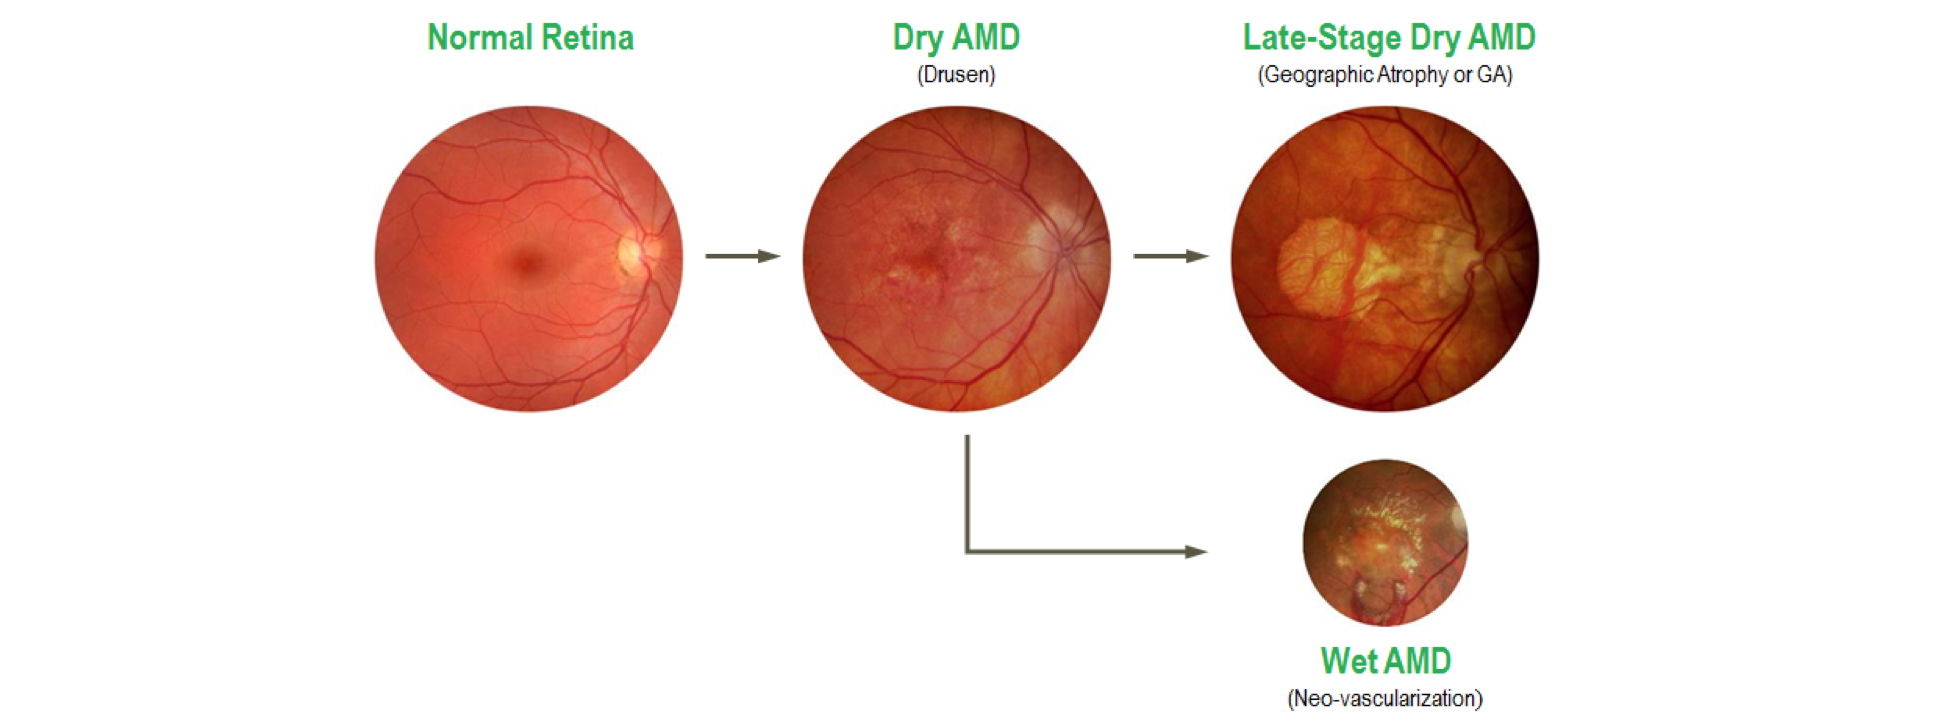 Normal Retina
Dry AMD
(Drusen)
Late-Stage Dry AMD
(Geographic Atrophy or GA)
Wet AMD
(Neo-vascularization)